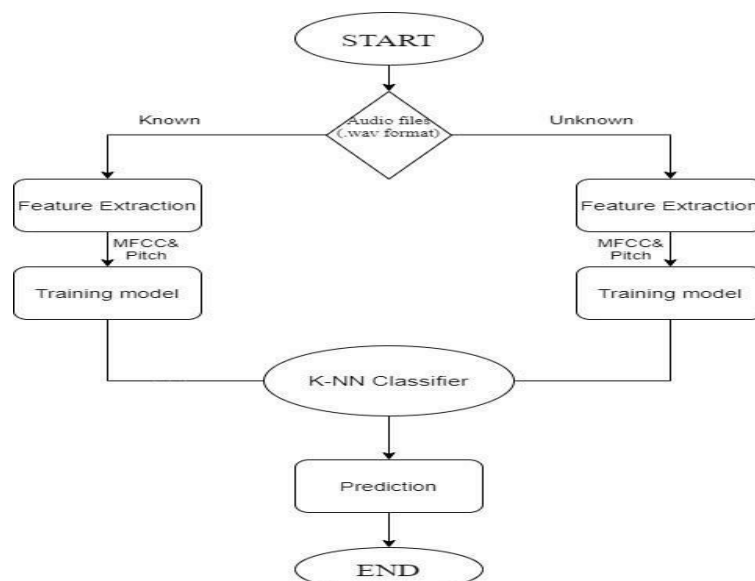 START
Audio files
(.wav format)
Known
Unknown
Feature Extraction
Feature Extraction
MFCC&
Pitch
MFCC&
Pitch
Training model
Training model
K-NN Classifier
Prediction
END